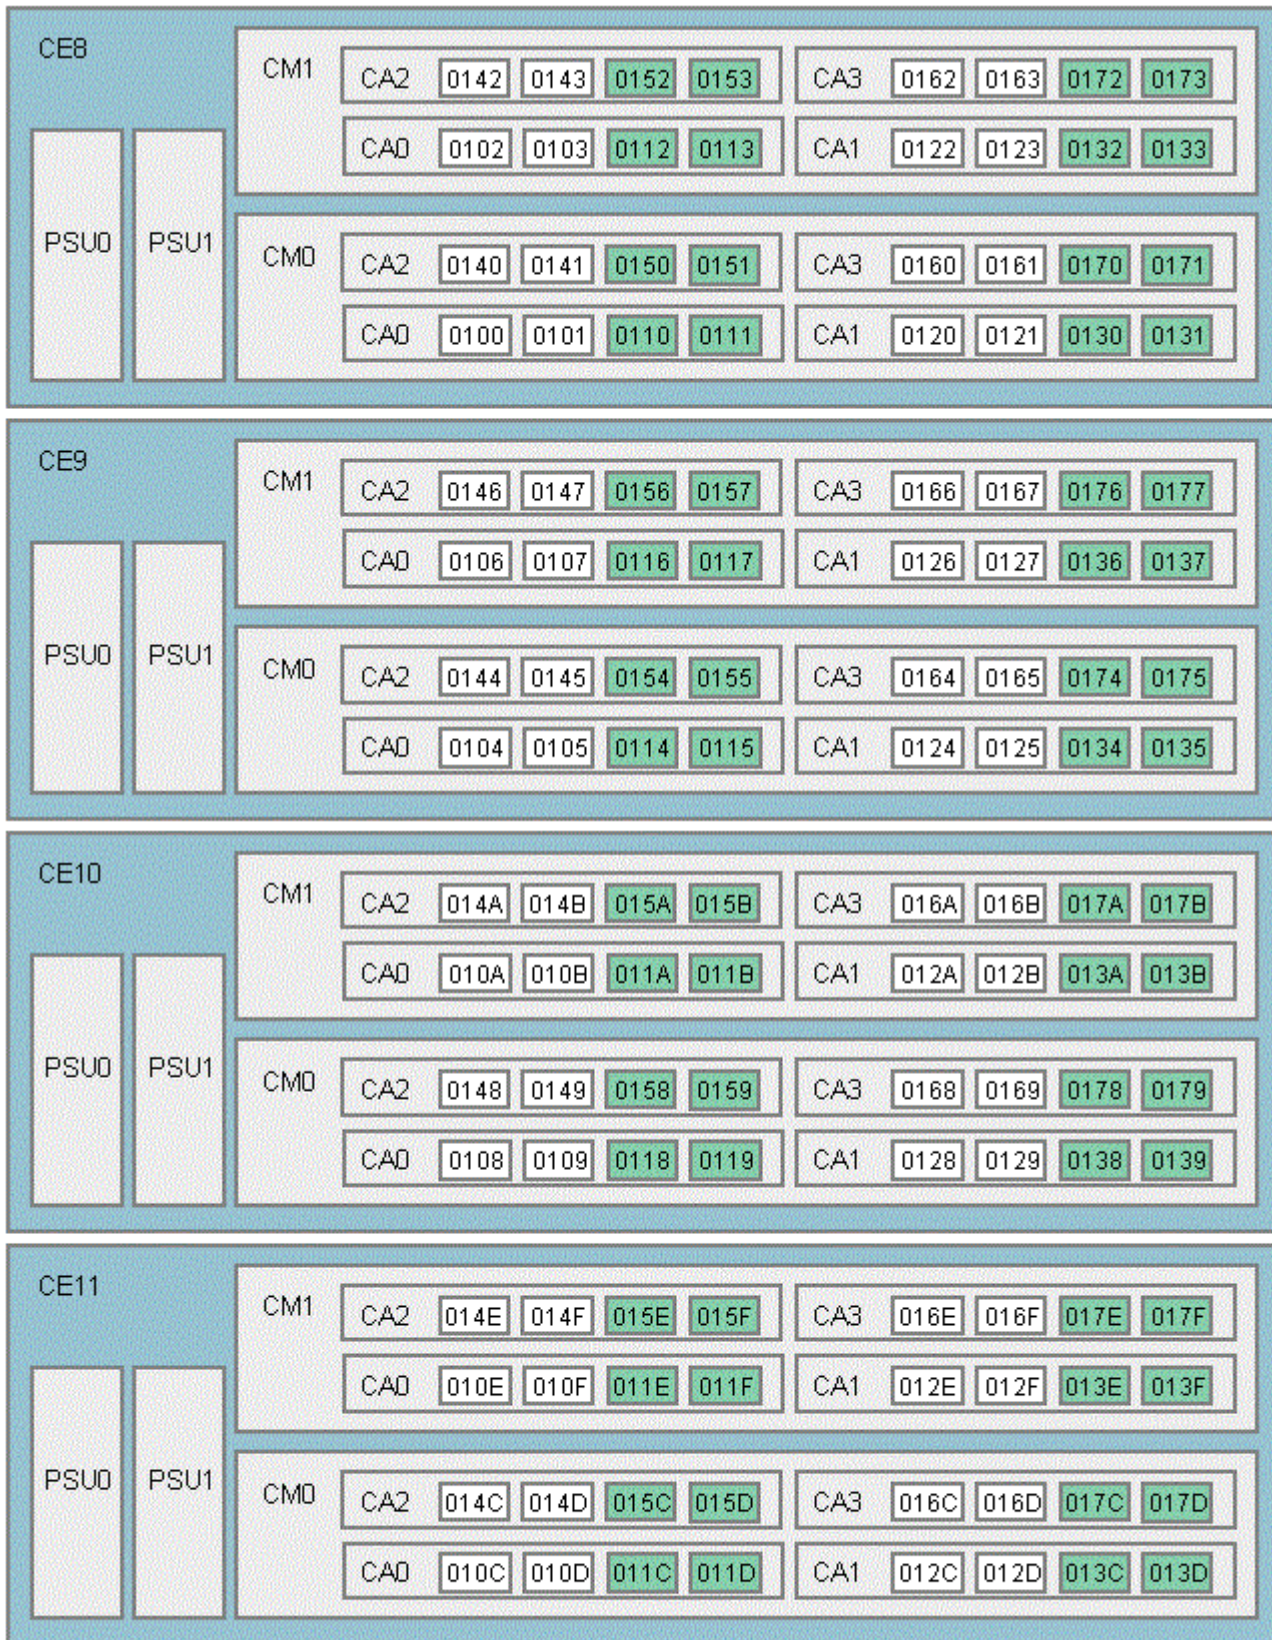 CE8
CM1 CA2 0142 0143 0152 0153 CA3 0162 0163 0172 0173
CA0 0102 0103 0112 0113 CA1 0122 0123 0132 0133
PSU0 PSU1
CM0 CA2 0140 0141 0150 0151 CA3 0160 0161 0170 0171
CA0 0100 0101 0110 0111 CA1 0120 0121 0130 0131
CE9
CM1 CA2 0146 0147 0156 0157 CA3 0166 0167 0176 0177
CA0 0106 0107 0116 0117 CA1 0126 0127 0136 0137
PSU0 PSU1
CM0 CA2 0144 0145 0154 0155 CA3 0164 0165 0174 0175
CA0 0104 0105 0114 0115 CA1 0124 0125 0134 0135
CE10
CM1 CA2 014A 014B 015A 015B CA3 016A 016B 017A 017B
CA0 010A 010B 011A 011B CA1 012A 012B 013A 013B
PSU0 PSU1
CM0 CA2 0148 0149 0158 0159 CA3 0168 0169 0178 0179
CA0 0108 0109 0118 0119 CA1 0128 0129 0138 0139
CE11
CM1 CA2 014E 014F 015E 015F CA3 016E 016F 017E 017F
CA0 010E 010F 011E 011F CA1 012E 012F 013E 013F
PSU0 PSU1
CM0 CA2 014C 014D 015C 015D CA3 016C 016D 017C 017D
CA0 010C 010D 011C 011D CA1 012C 012D 013C 013D